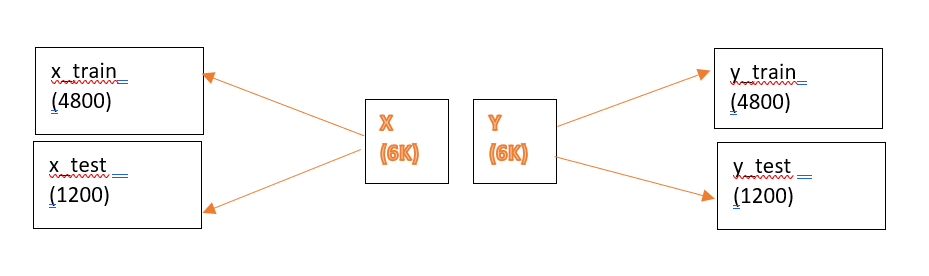 x_train
(4800)
x_test
(1200)
X
(6K)
Y
(6K)
y_train
(4800)
y_test
(1200)